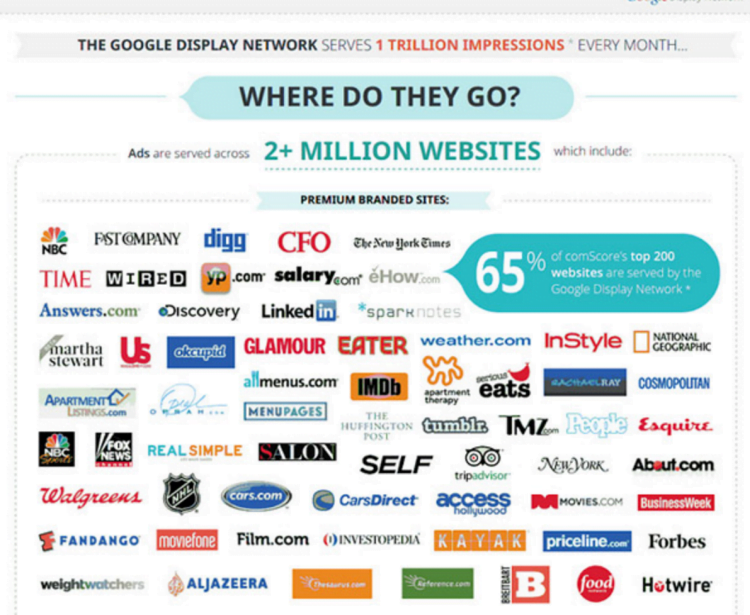 THE GOOGLE DISPLAY NETWORK SERVES 1 TRILLION IMPRESSIONS * EVERY MONTH...
WHERE DO THEY GO?
Ads are served across 2+ MILLION WEBSITES which include:
PREMIUM BRANDED SITES:
NBC FAST COMPANY digg CFO The New York Times
TIME WIRED yp.com salary.com eHow.com
65% of comScore's top 200
websites are served by the
Google Display Network *
Answers.com Discovery Linked in *sparknotes
martha
stewart
Us okcupid GLAMOUR EATER weather.com InStyle NATIONAL
GEOGRAPHIC
APARTMENT
LISTINGS.com
OPRAH.com
allmenus.com
MENUPAGES
IMDb
apartment
therapy
serious
eats
RACHAEL RAY COSMOPOLITAN
THE
HUFFINGTON
POST
tumblr. TMZ.com People Esquire
NBC
Sports
FOX
NEWS
channel
REAL SIMPLE SALON SELF
tripadvisor
NEW YORK About.com
Walgreens NHL cars.com CarsDirect access
hollywood
MOVIES.COM BusinessWeek
FANDANGO moviefone Film.com INVESTOPEDIA KAYAK priceline.com Forbes
weightwatchers ALJAZEERA Thesaurus.com Reference.com BREITBART B food
network
Hotwire